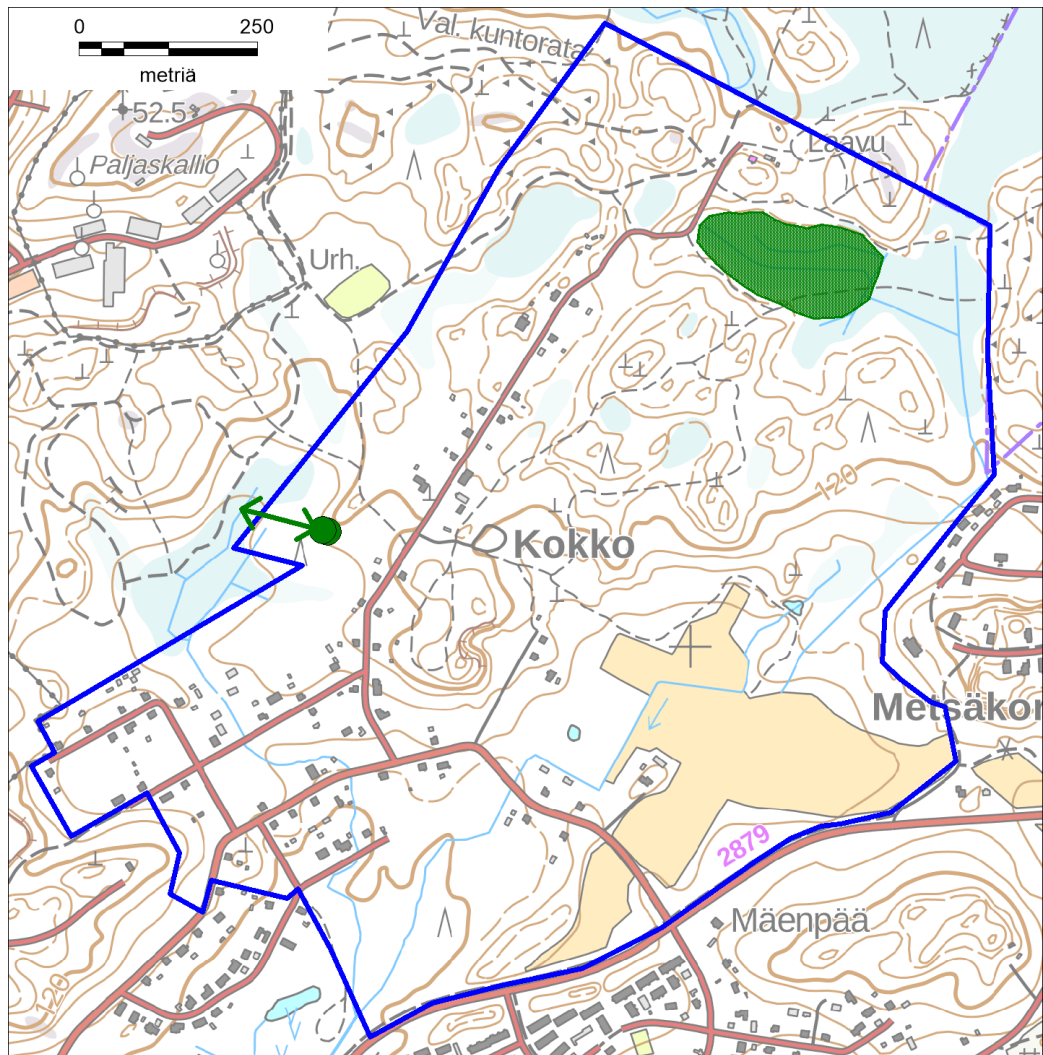 0 250
metriä
Val. kuntorata
52.5
Paljaskallio
Laavu
Urh.
120
Kokko
Metsäkor
2879
Mäenpää
120